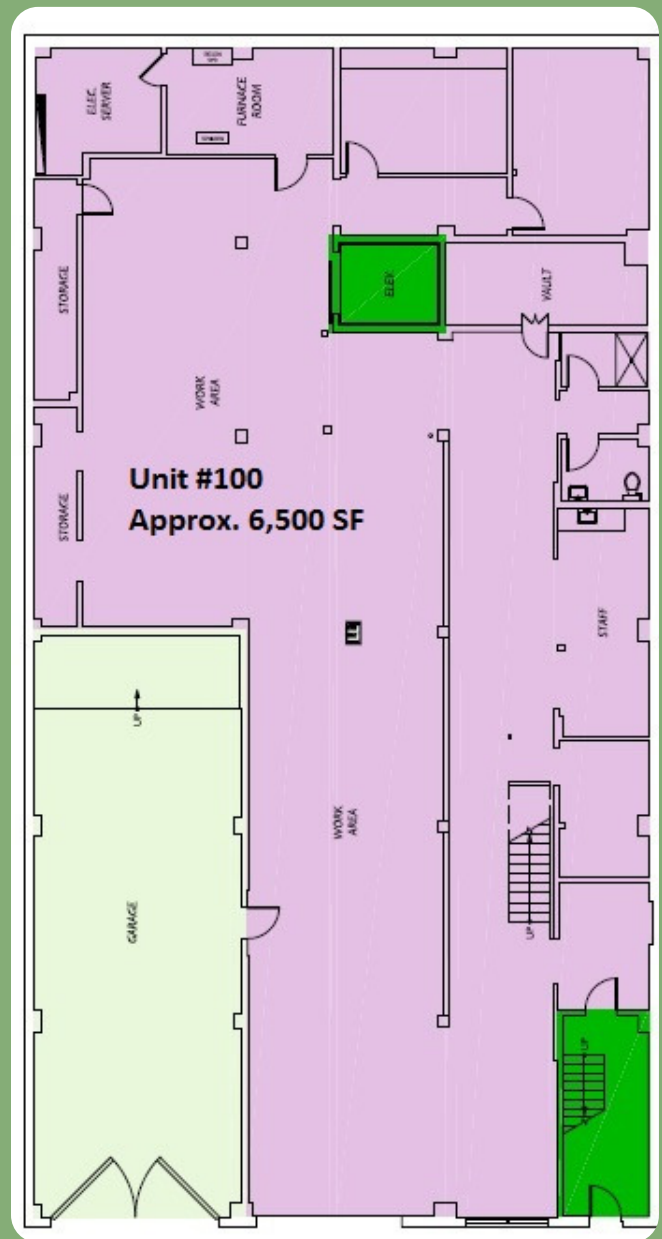 ELEC.
SERVER
FURNACE
ROOM
STORAGE
ELEV.
VAULT
WORK
AREA
Unit #100
Approx. 6,500 SF
STORAGE
STAFF
UP
WORK
AREA
GARAGE
UP
UP